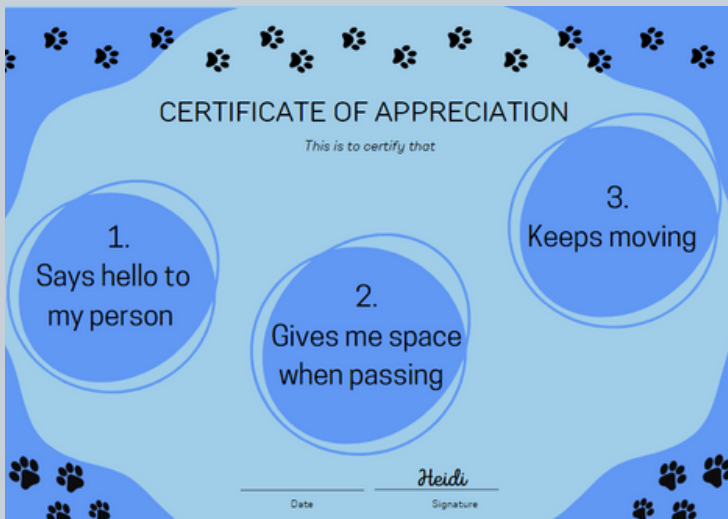 CERTIFICATE OF APPRECIATION
This is to certify that
1.
Says hello to
my person
2.
Gives me space
when passing
3.
Keeps moving
Heidi
Date
Signature